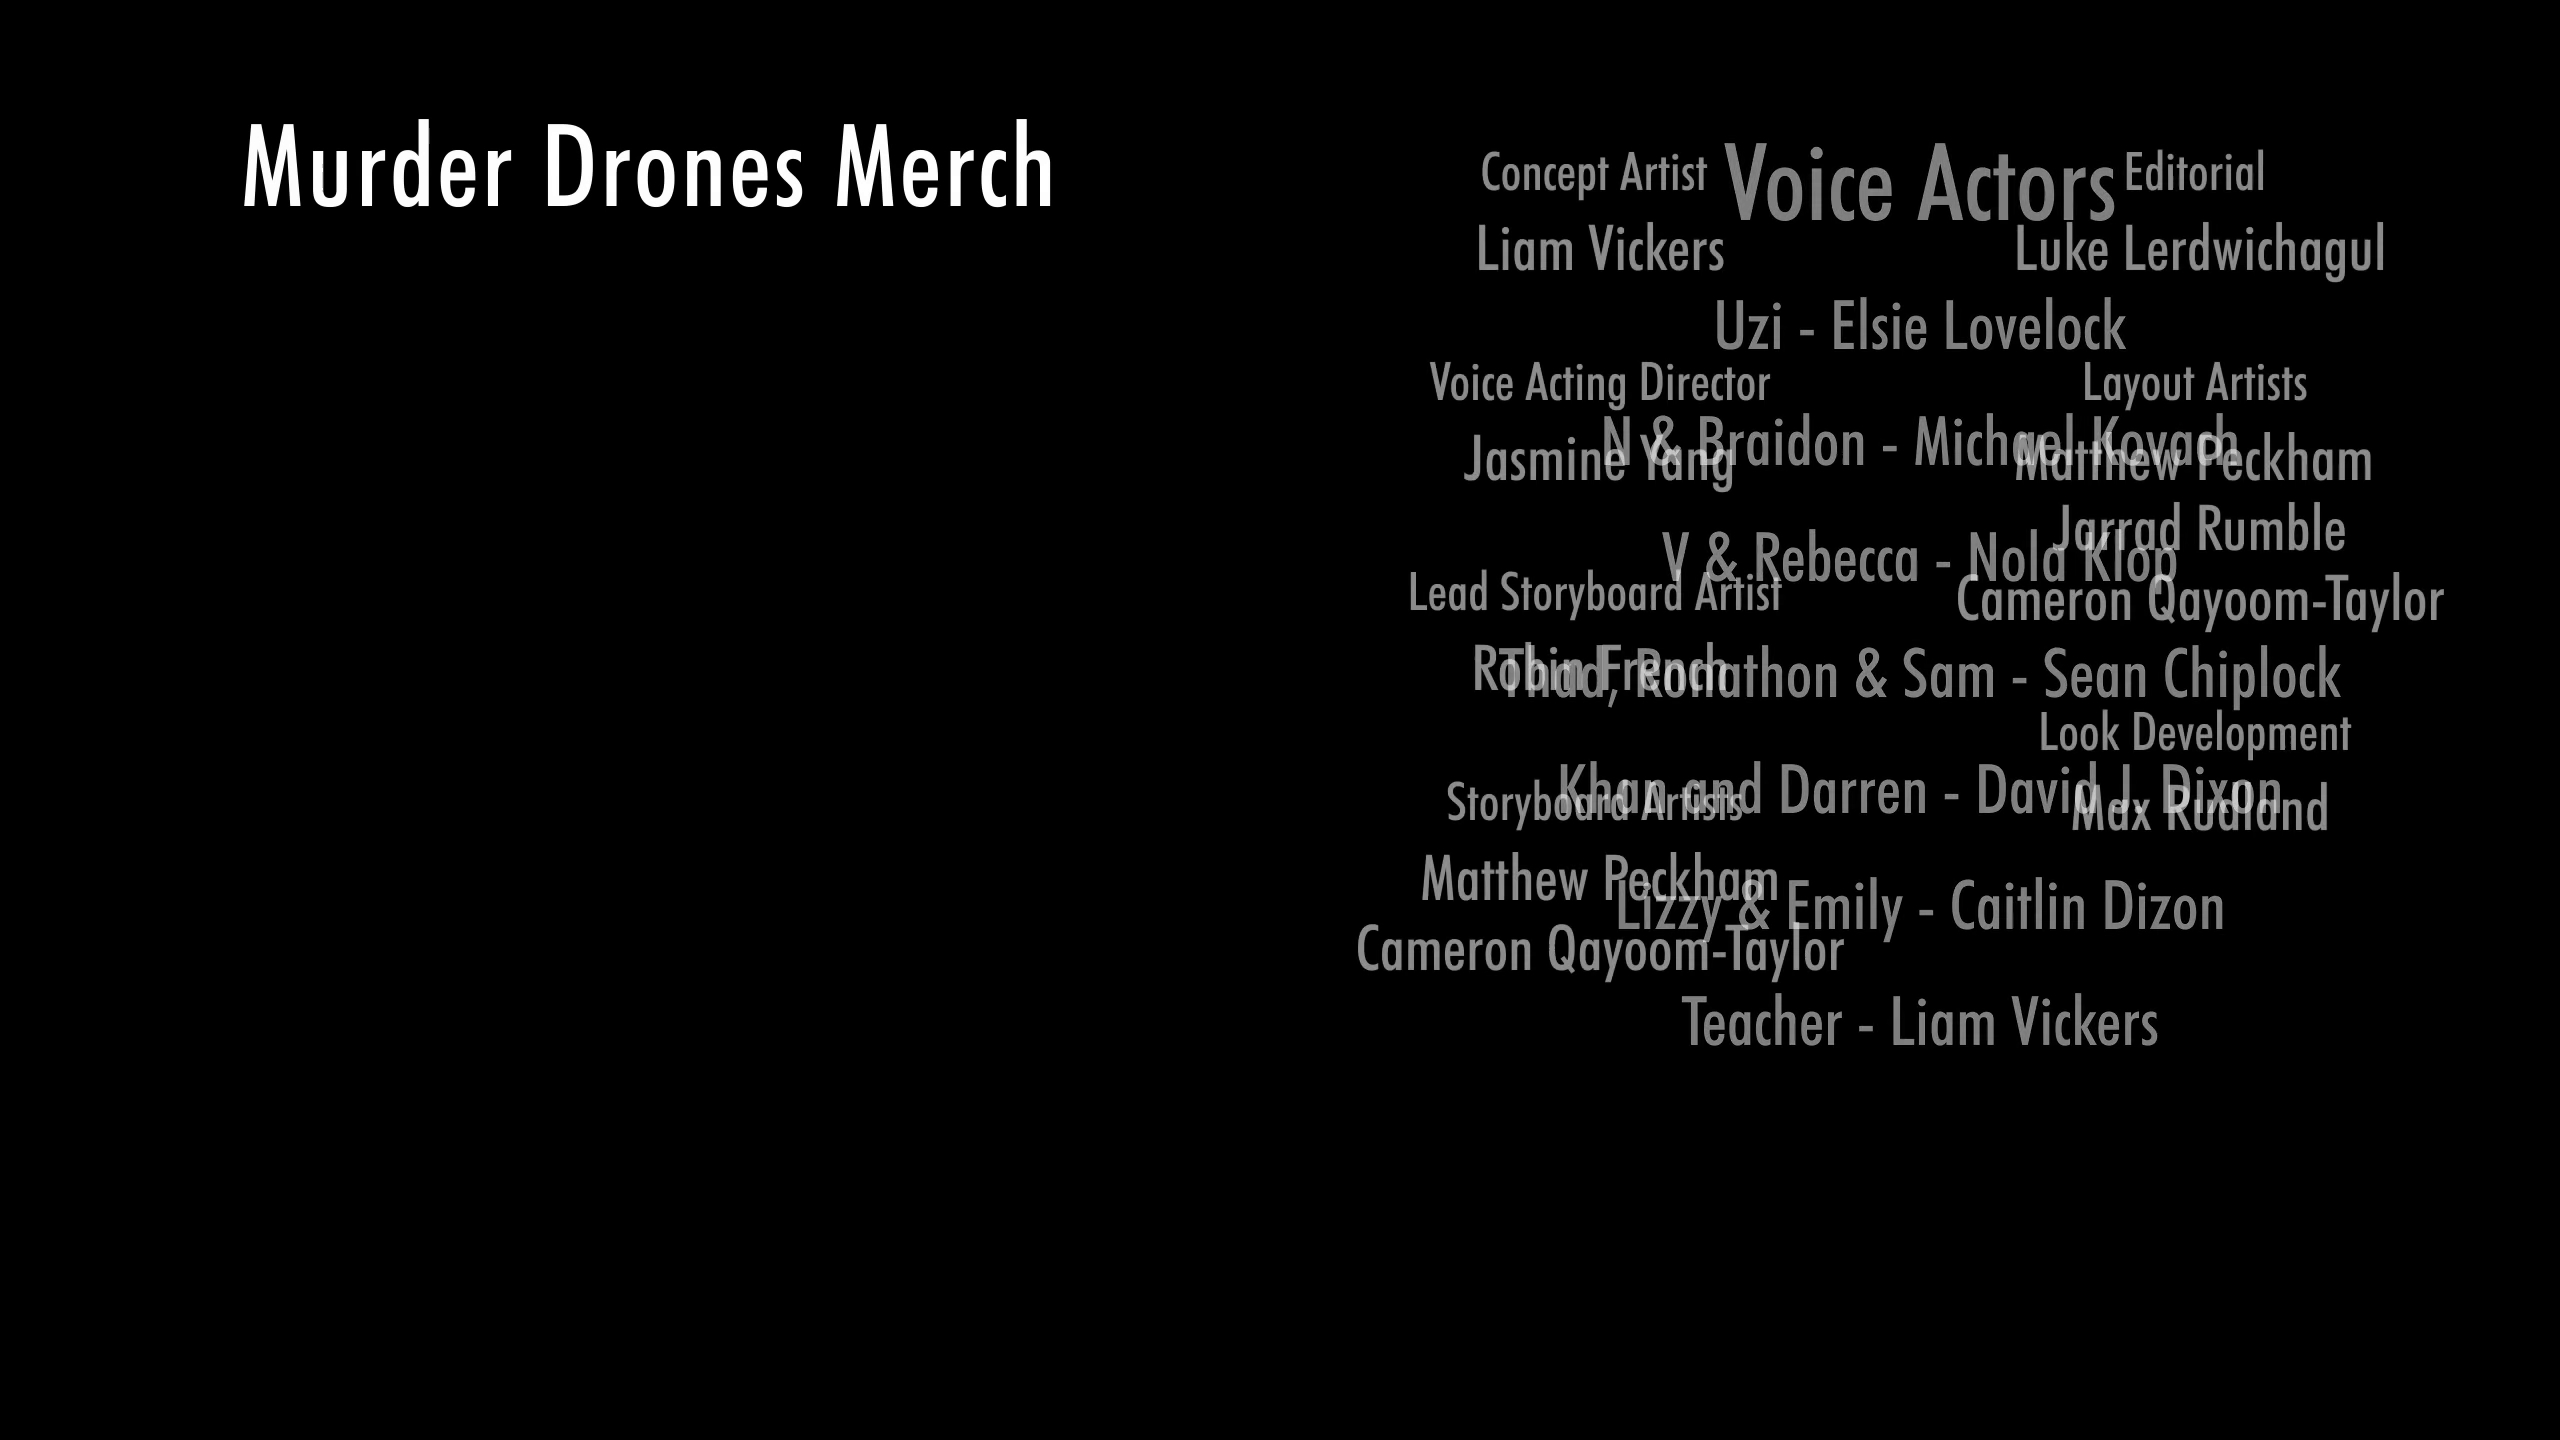 Murder Drones Merch
Voice Actors
Uzi - Elsie Lovelock
N & Braidon - Michael Kovach
V & Rebecca - Nola Klop
Thad, Ronathon & Sam - Sean Chiplock
Khan and Darren - David J. Dixon
Lizzy & Emily - Caitlin Dizon
Teacher - Liam Vickers
Concept Artist
Liam Vickers
Voice Acting Director
Jasmine Yang
Lead Storyboard Artist
Robin French
Storyboard Artists
Matthew Peckham
Cameron Qayoom-Taylor
Editorial
Luke Lerdwichagul
Layout Artists
Matthew Peckham
Jarrad Rumble
Cameron Qayoom-Taylor
Look Development
Max Rudland